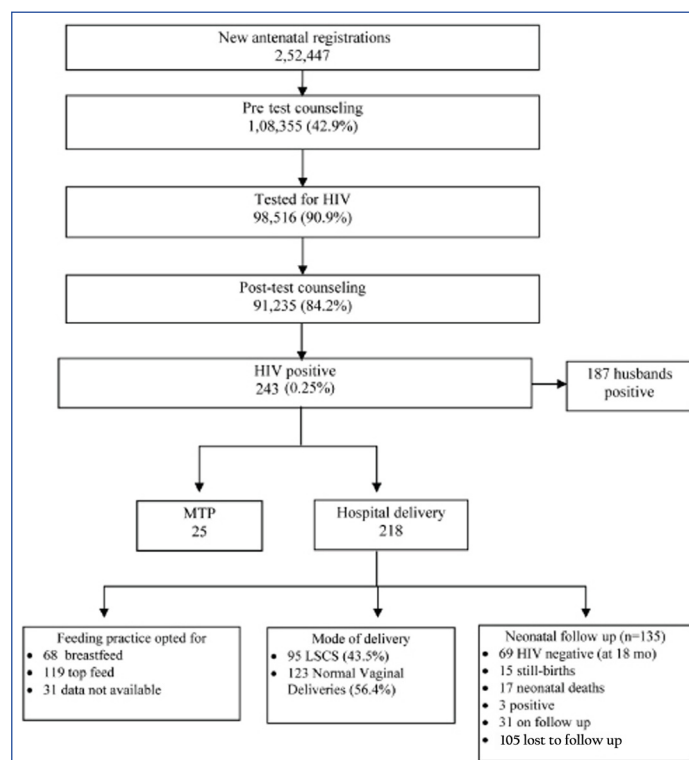 New antenatal registrations
2,52,447
Pre test counseling
1,08,355 (42.9%)
Tested for HIV
98,516 (90.9%)
Post-test counseling
91,235 (84.2%)
HIV positive
243 (0.25%)
187 husbands
positive
MTP
25
Hospital delivery
218
Feeding practice opted for
• 68 breastfeed
• 119 top feed
• 31 data not available
Mode of delivery
• 95 LSCS (43.5%)
• 123 Normal Vaginal
Deliveries (56.4%)
Neonatal follow up (n=135)
• 69 HIV negative (at 18 mo)
• 15 still-births
• 17 neonatal deaths
• 3 positive
• 31 on follow up
• 105 lost to follow up